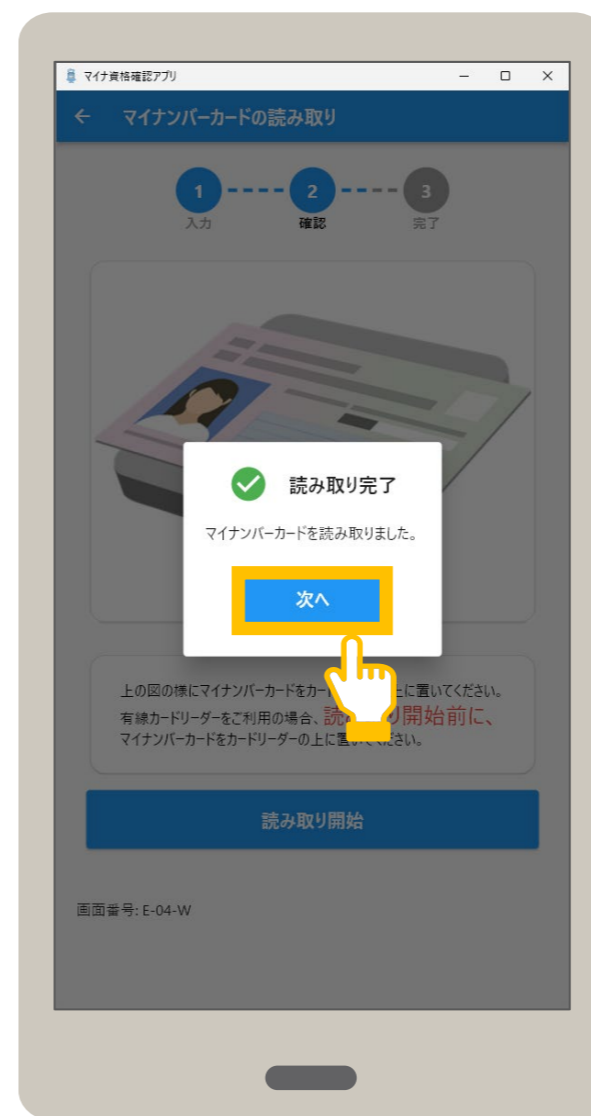 マイナ資格確認アプリ
マイナンバーカードの読み取り
1 2 3
入力 確認 完了
読み取り完了
マイナンバーカードを読み取りました。
次へ
上の図の様にマイナンバーカードをカー 上に置いてください。
有線カードリーダーをご利用の場合、読 り開始前に、
マイナンバーカードをカードリーダーの上に置いてください。
読み取り開始
画面番号: E-04-W